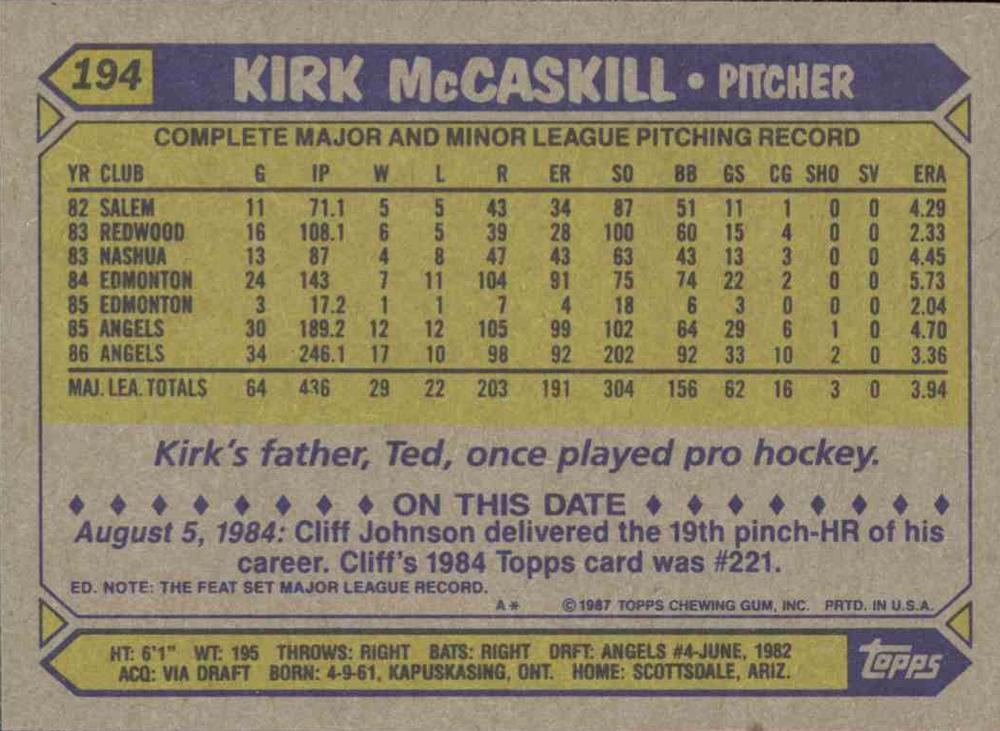 194 KIRK McCASKILL • PITCHER
COMPLETE MAJOR AND MINOR LEAGUE PITCHING RECORD
YR CLUB G IP W L R ER SO BB GS CG SHO SV ERA
82 SALEM 11 71.1 5 5 43 34 87 51 11 1 0 0 4.29
83 REDWOOD 16 108.1 6 5 39 28 100 60 15 4 0 0 2.33
83 NASHUA 13 87 4 8 47 43 63 43 13 3 0 0 4.45
84 EDMONTON 24 143 7 11 104 91 75 74 22 2 0 0 5.73
85 EDMONTON 3 17.2 1 1 7 4 18 6 3 0 0 0 2.04
85 ANGELS 30 189.2 12 12 105 99 102 64 29 6 1 0 4.70
86 ANGELS 34 246.1 17 10 98 92 202 92 33 10 2 0 3.36
MAJ. LEA. TOTALS 64 436 29 22 203 191 304 156 62 16 3 0 3.94
Kirk's father, Ted, once played pro hockey.
♦ ♦ ♦ ♦ ♦ ♦ ♦ ♦ ON THIS DATE ♦ ♦ ♦ ♦ ♦ ♦ ♦ ♦
August 5, 1984: Cliff Johnson delivered the 19th pinch-HR of his
career. Cliff's 1984 Topps card was #221.
ED. NOTE: THE FEAT SET MAJOR LEAGUE RECORD.
A* © 1987 TOPPS CHEWING GUM, INC. PRTD. IN U.S.A.
HT: 6'1" WT: 195 THROWS: RIGHT BATS: RIGHT DRFT: ANGELS #4-JUNE, 1982
ACQ: VIA DRAFT BORN: 4-9-61, KAPUSKASING, ONT. HOME: SCOTTSDALE, ARIZ.
topps